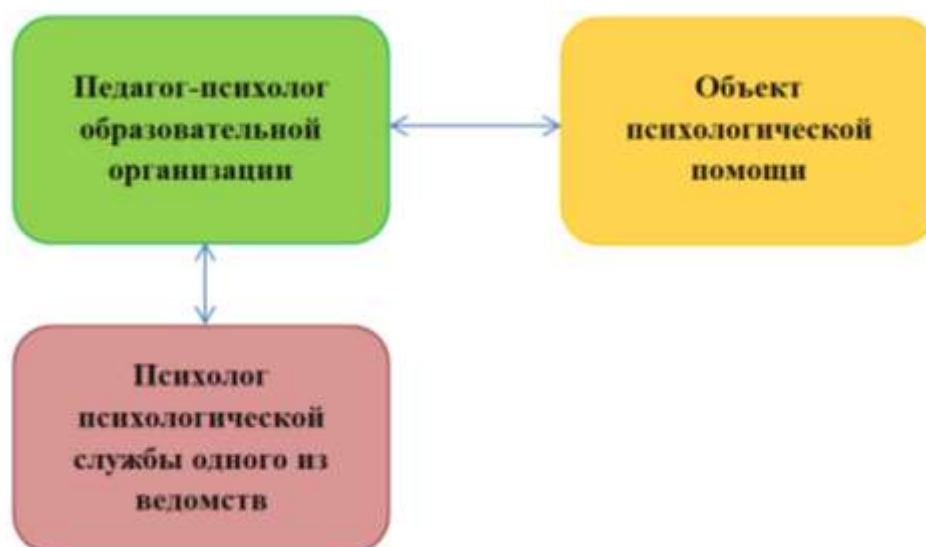 Педагог-психолог
образовательной
организации
Объект
психологической
помощи
Психолог
психологической
службы одного из
ведомств